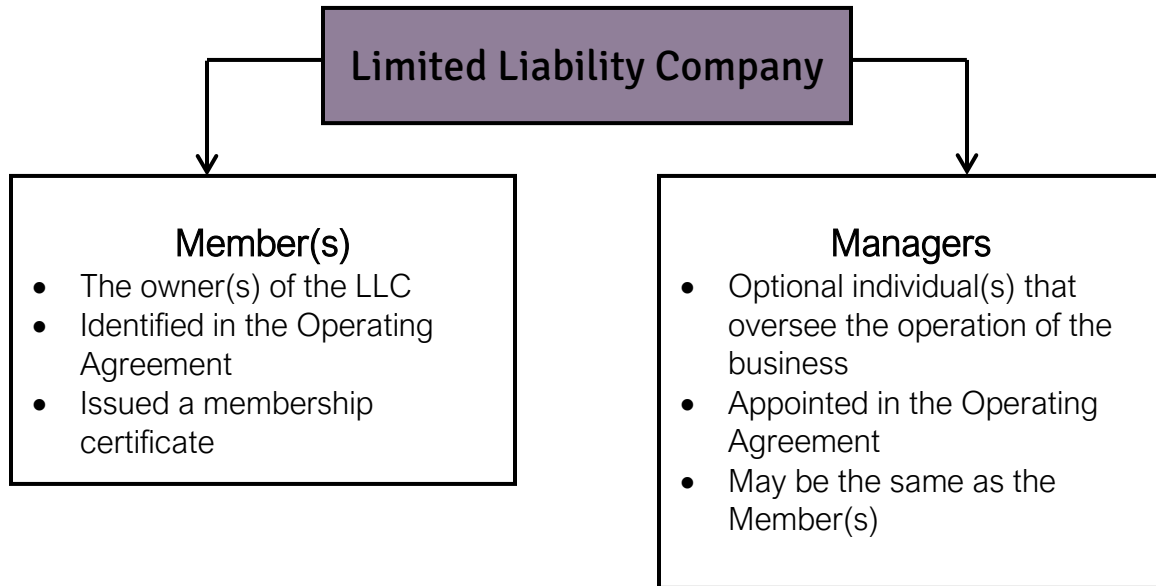 Limited Liability Company
Member(s)
• The owner(s) of the LLC
• Identified in the Operating
Agreement
• Issued a membership
certificate
Managers
• Optional individual(s) that
oversee the operation of the
business
• Appointed in the Operating
Agreement
• May be the same as the
Member(s)